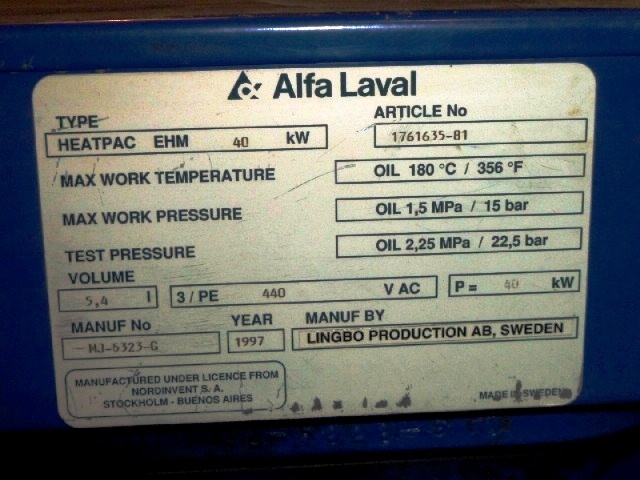 Alfa Laval
TYPE
ARTICLE No
HEATPAC EHM 40 kW
1761635-81
MAX WORK TEMPERATURE
OIL 180 °C / 356 °F
MAX WORK PRESSURE
OIL 1,5 MPa / 15 bar
TEST PRESSURE
OIL 2,25 MPa / 22,5 bar
VOLUME
5,4 l
3 / PE 440 V AC
P = 40 kW
MANUF No
YEAR
MANUF BY
MJ-6323-G
1997
LINGBO PRODUCTION AB, SWEDEN
MANUFACTURED UNDER LICENCE FROM
NORDINVENT S. A.
STOCKHOLM - BUENOS AIRES
MADE IN SWEDEN